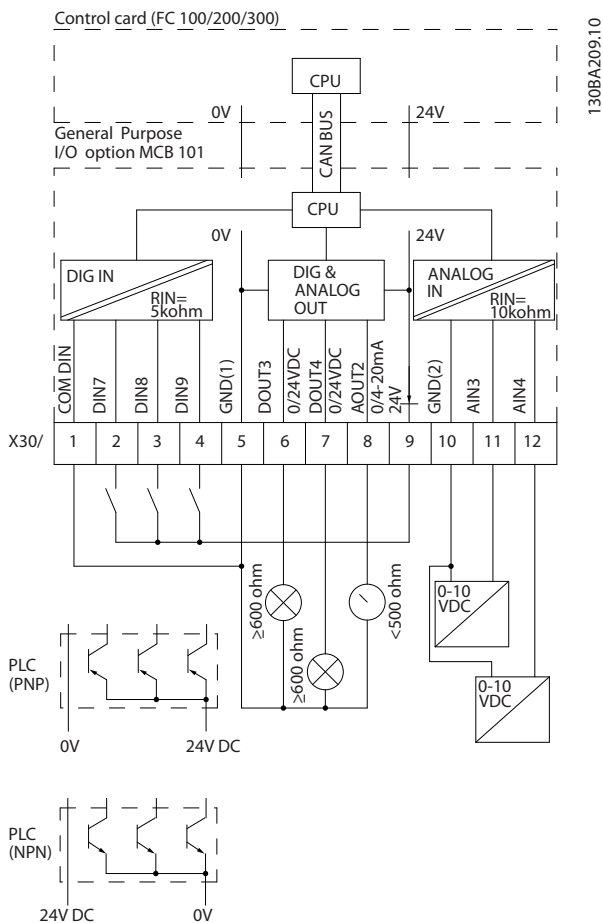 Control card (FC 100/200/300)
130BA209.10
CPU
0V
24V
CAN BUS
General Purpose
I/O option MCB 101
CPU
0V
24V
DIG IN
RIN=
5kohm
DIG &
ANALOG
OUT
ANALOG
IN
RIN=
10kohm
COM DIN
DIN7
DIN8
DIN9
GND(1)
DOUT3
0/24VDC
DOUT4
0/24VDC
AOUT2
0/4-20mA
24V
GND(2)
AIN3
AIN4
X30/ 1 2 3 4 5 6 7 8 9 10 11 12
≥600 ohm
≥600 ohm
<500 ohm
0-10
VDC
0-10
VDC
PLC
(PNP)
0V
24V DC
PLC
(NPN)
24V DC
0V